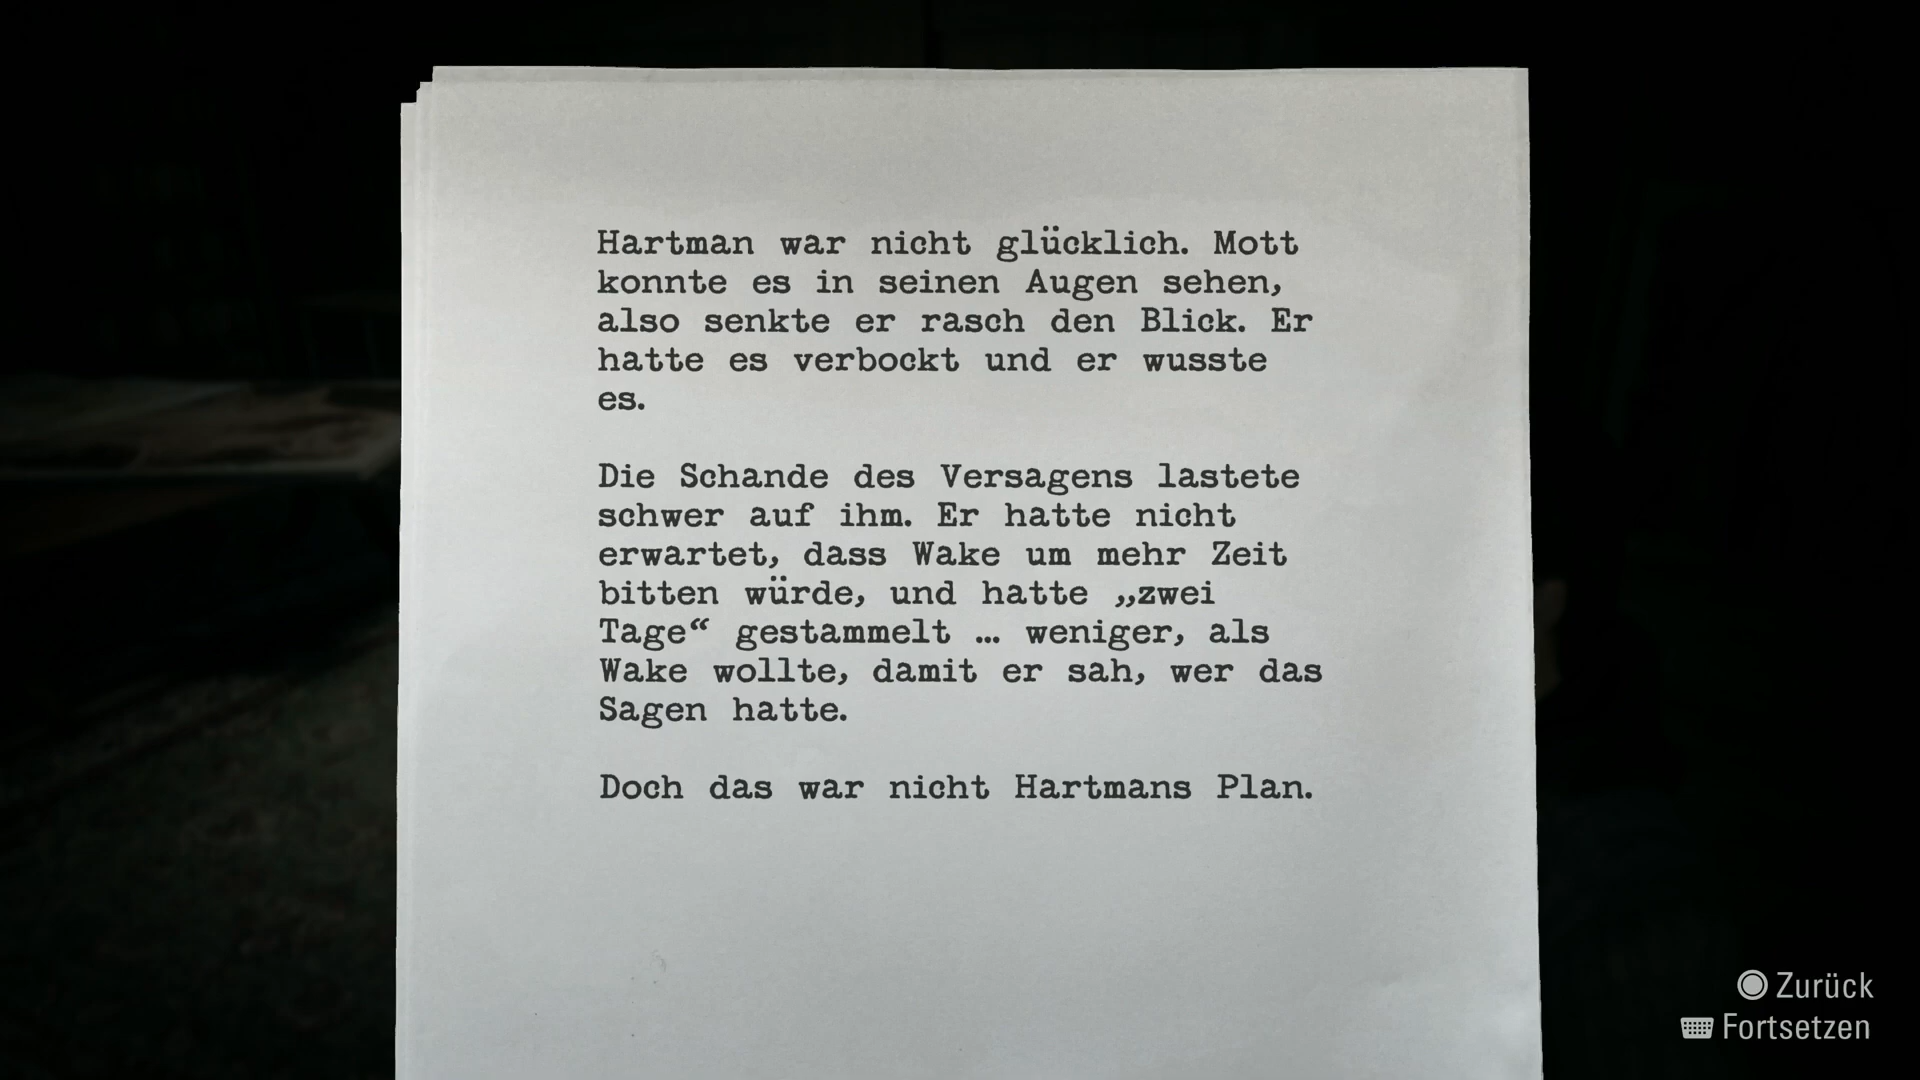 Hartman war nicht glücklich. Mott
konnte es in seinen Augen sehen,
also senkte er rasch den Blick. Er
hatte es verbockt und er wusste
es.
Die Schande des Versagens lastete
schwer auf ihm. Er hatte nicht
erwartet, dass Wake um mehr Zeit
bitten würde, und hatte „zwei
Tage“ gestammelt … weniger, als
Wake wollte, damit er sah, wer das
Sagen hatte.
Doch das war nicht Hartmans Plan.
Zurück
Fortsetzen